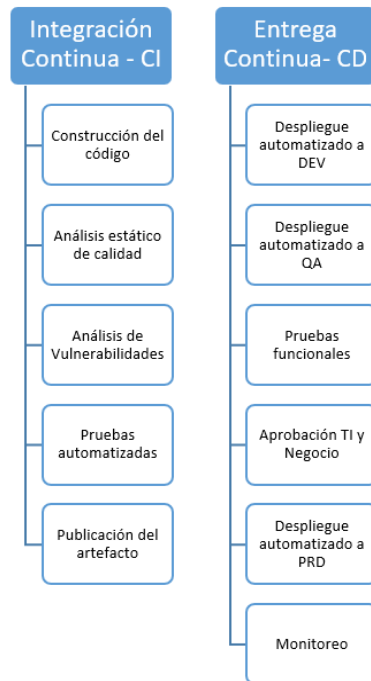 Integración
Continua - CI
Construcción del
código
Análisis estático
de calidad
Análisis de
Vulnerabilidades
Pruebas
automatizadas
Publicación del
artefacto
Entrega
Continua- CD
Despliegue
automatizado a
DEV
Despliegue
automatizado a
QA
Pruebas
funcionales
Aprobación TI y
Negocio
Despliegue
automatizado a
PRD
Monitoreo